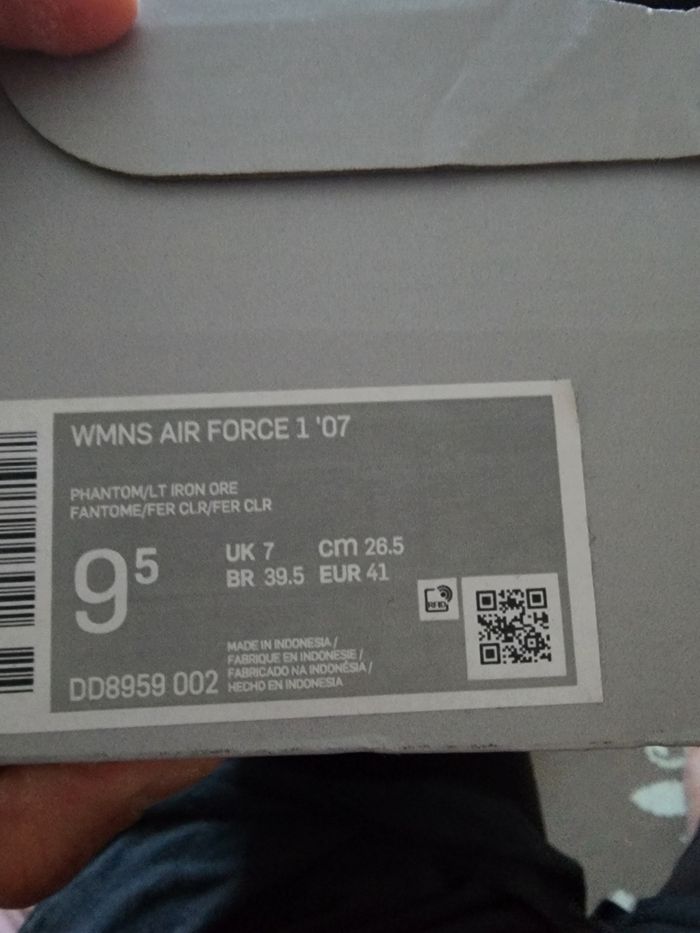 WMNS AIR FORCE 1 '07
PHANTOM/LT IRON ORE
FANTOME/FER CLR/FER CLR
9⁵
UK 7 cm 26.5
BR 39.5 EUR 41
RFID
MADE IN INDONESIA /
FABRIQUE EN INDONESIE /
FABRICADO NA INDONÉSIA /
HECHO EN INDONESIA
DD8959 002